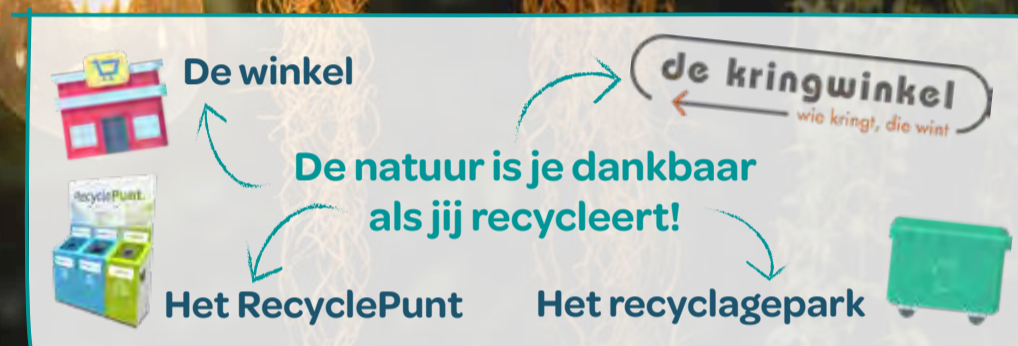 De winkel
de kringwinkel
wie kringt, die wint
De natuur is je dankbaar
als jij recycleert!
RecyclePunt.
Het RecyclePunt
Het recyclagepark